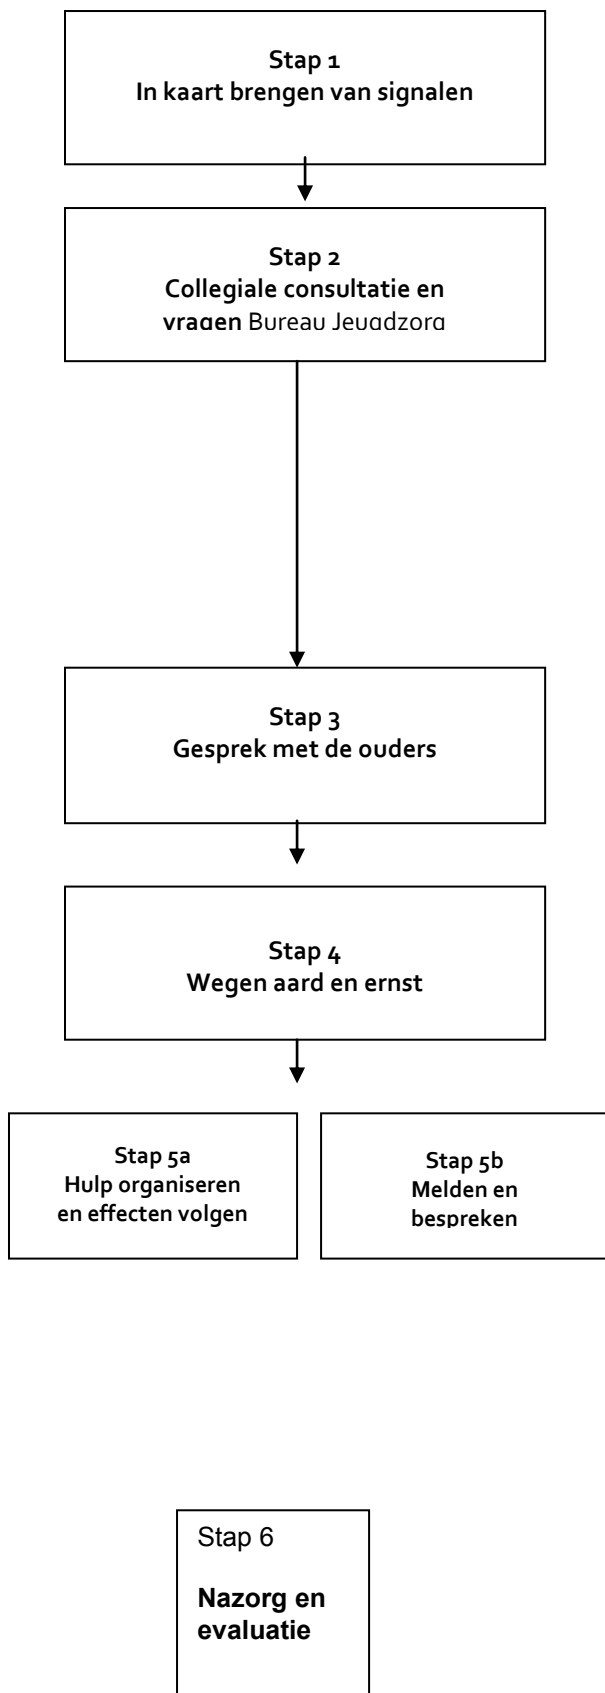 Stap 1
In kaart brengen van signalen
Stap 2
Collegiale consultatie en
vragen Bureau Jeugdzorg
Stap 3
Gesprek met de ouders
Stap 4
Wegen aard en ernst
Stap 5a
Hulp organiseren
en effecten volgen
Stap 5b
Melden en
bespreken
Stap 6
Nazorg en
evaluatie